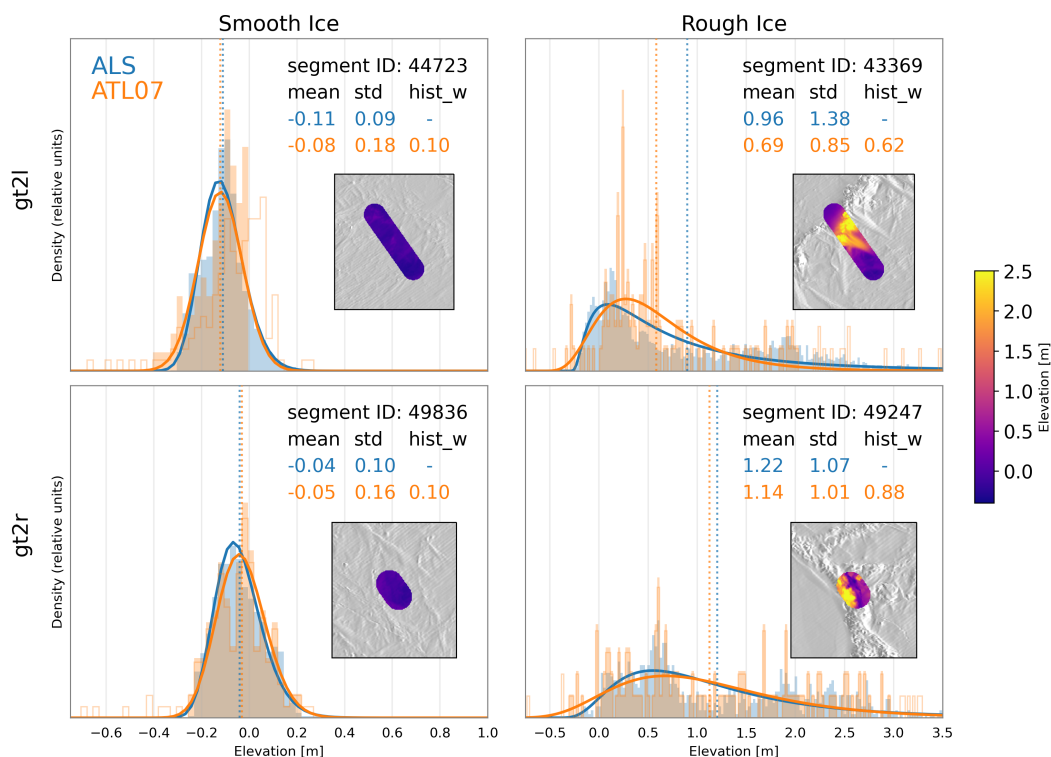 Smooth Ice
Rough Ice
gt2l
Density (relative units)
ALS
ATL07
segment ID: 44723
mean std hist_w
-0.11 0.09 -
-0.08 0.18 0.10
segment ID: 43369
mean std hist_w
0.96 1.38 -
0.69 0.85 0.62
gt2r
Density (relative units)
segment ID: 49836
mean std hist_w
-0.04 0.10 -
-0.05 0.16 0.10
segment ID: 49247
mean std hist_w
1.22 1.07 -
1.14 1.01 0.88
−0.6 −0.4 −0.2 0.0 0.2 0.4 0.6 0.8 1.0
Elevation [m]
−0.5 0.0 0.5 1.0 1.5 2.0 2.5 3.0 3.5
Elevation [m]
2.5
2.0
1.5
1.0
0.5
0.0
Elevation [m]